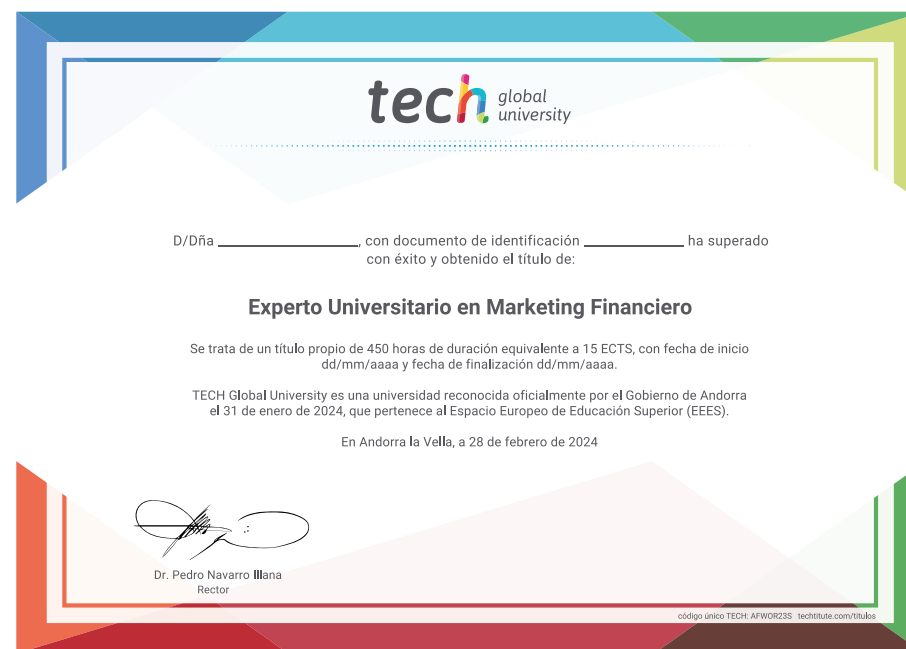 tech global university
D/Dña ____________________, con documento de identificación ______________ ha superado
con éxito y obtenido el título de:
Experto Universitario en Marketing Financiero
Se trata de un título propio de 450 horas de duración equivalente a 15 ECTS, con fecha de inicio
dd/mm/aaaa y fecha de finalización dd/mm/aaaa.
TECH Global University es una universidad reconocida oficialmente por el Gobierno de Andorra
el 31 de enero de 2024, que pertenece al Espacio Europeo de Educación Superior (EEES).
En Andorra la Vella, a 28 de febrero de 2024
Dr. Pedro Navarro Illana
Rector
código único TECH: AFWOR23S techtitute.com/titulos